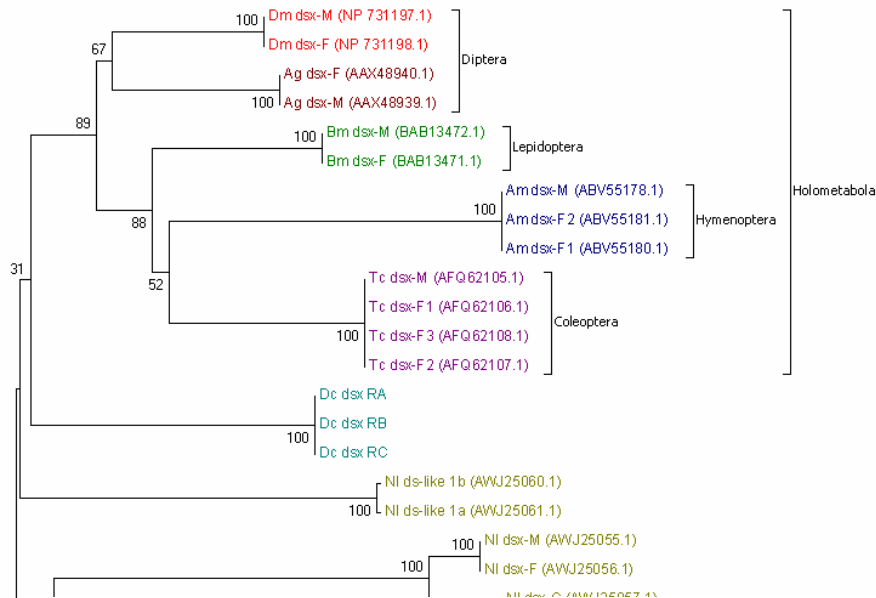 Dm dsx-M (NP 731197.1)
100
Dm dsx-F (NP 731198.1)
67
Diptera
Ag dsx-F (AAX48940.1)
100
Ag dsx-M (AAX48939.1)
89
Bm dsx-M (BAB13472.1)
100
Lepidoptera
Bm dsx-F (BAB13471.1)
Am dsx-M (ABV55178.1)
Holometabola
100
Am dsx-F2 (ABV55181.1)
Hymenoptera
88
Am dsx-F1 (ABV55180.1)
31
Tc dsx-M (AFQ62105.1)
52
Tc dsx-F1 (AFQ62106.1)
Coleoptera
100
Tc dsx-F3 (AFQ62108.1)
Tc dsx-F2 (AFQ62107.1)
Dc dsx RA
Dc dsx RB
100
Dc dsx RC
Nl ds-like 1b (AWJ25060.1)
100
Nl ds-like 1a (AWJ25061.1)
Nl dsx-M (AWJ25055.1)
100
100
Nl dsx-F (AWJ25056.1)
Nl dsx-C (AWJ25057.1)